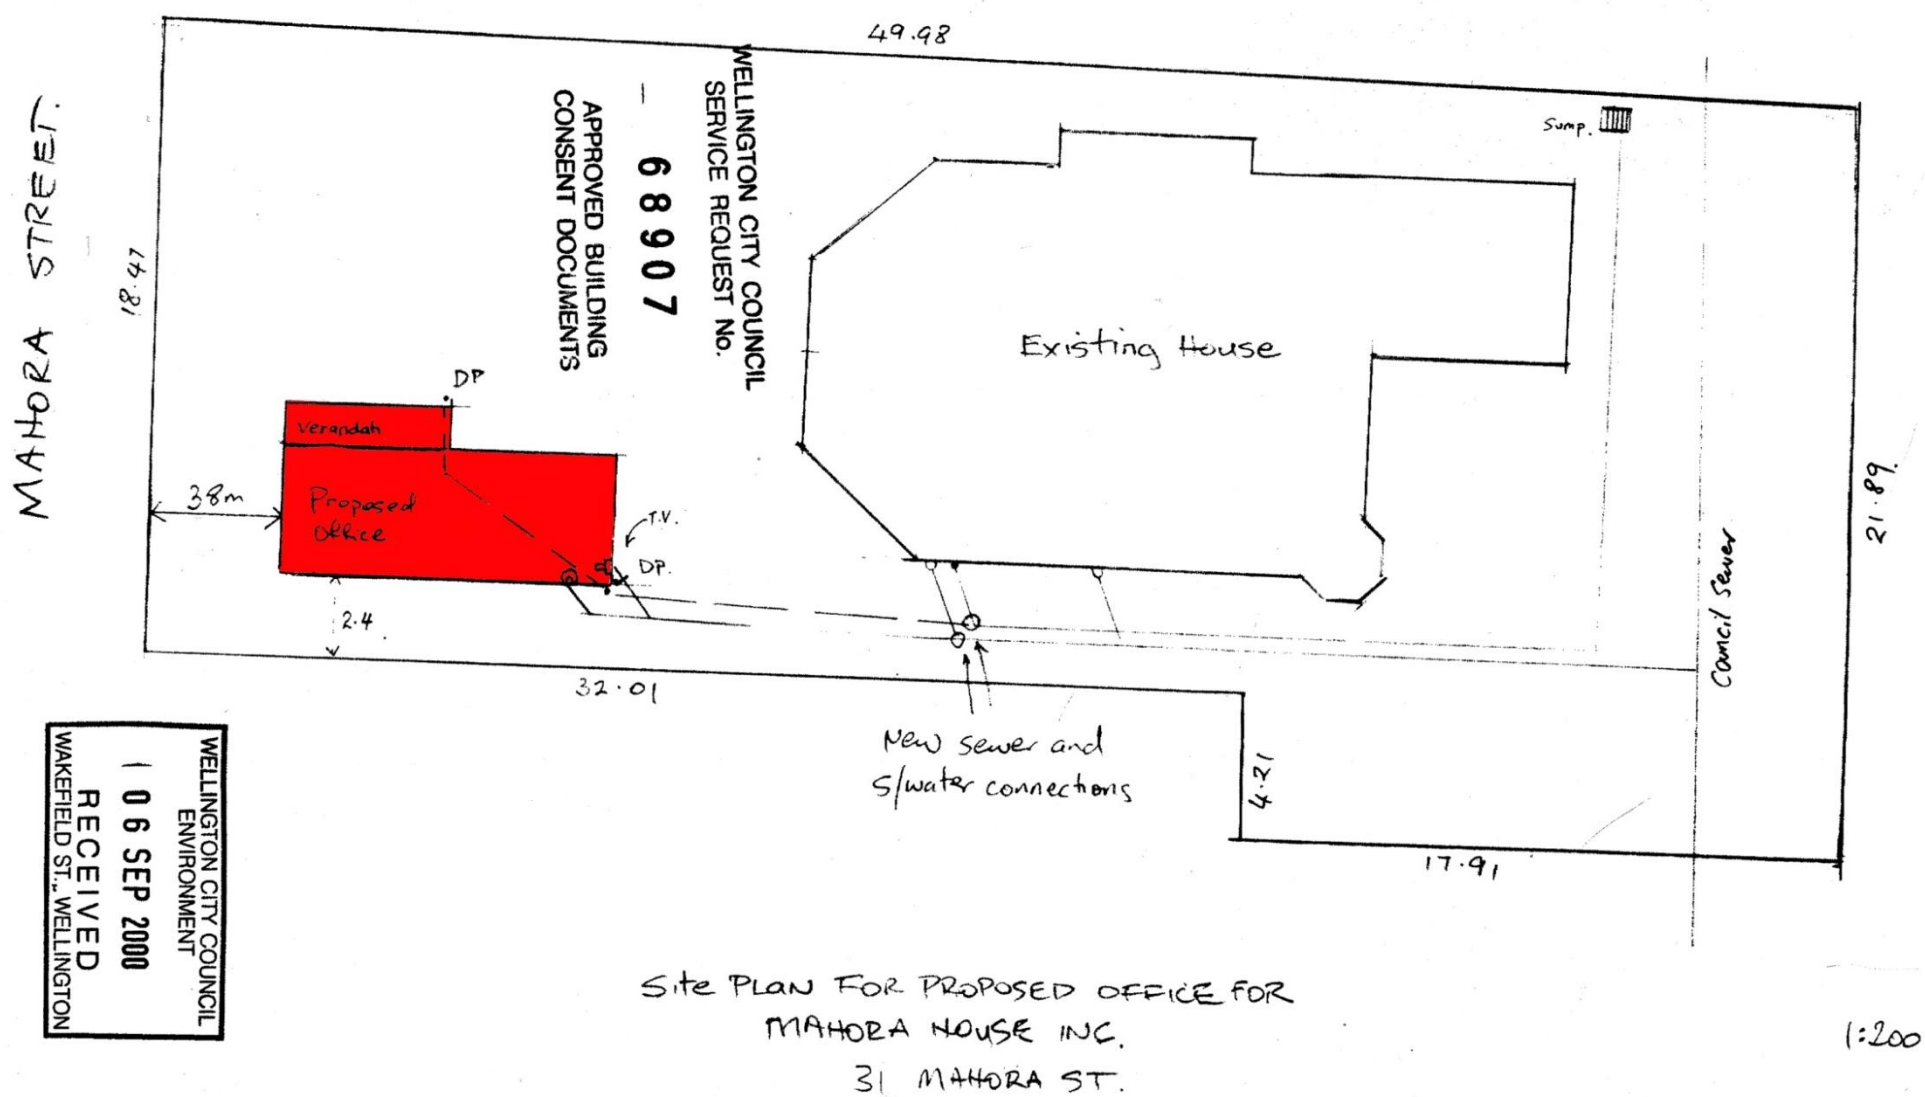 49.98
MAHORA STREET.
18.47
WELLINGTON CITY COUNCIL
SERVICE REQUEST No.
— 68907
APPROVED BUILDING
CONSENT DOCUMENTS
Sump.
Existing House
DP
Verandah
38m
Proposed
office
T.V.
DP.
2.4
32.01
New sewer and
s/water connections
4.21
17.91
21.89.
Council Sewer
WELLINGTON CITY COUNCIL
ENVIRONMENT
06 SEP 2000
RECEIVED
WAKEFIELD ST., WELLINGTON
Site PLAN FOR PROPOSED OFFICE FOR
MAHORA HOUSE INC.
31 MAHORA ST.
1:200